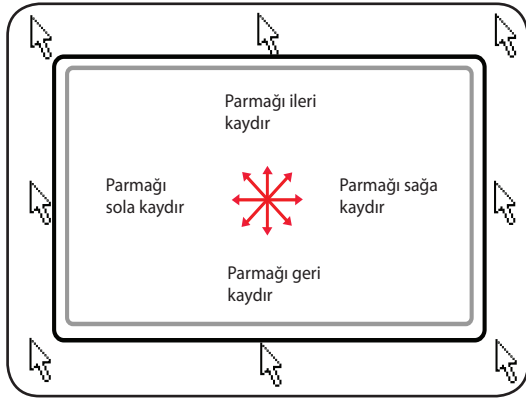 Parmağı ileri
kaydır
Parmağı
sola kaydır
Parmağı sağa
kaydır
Parmağı geri
kaydır